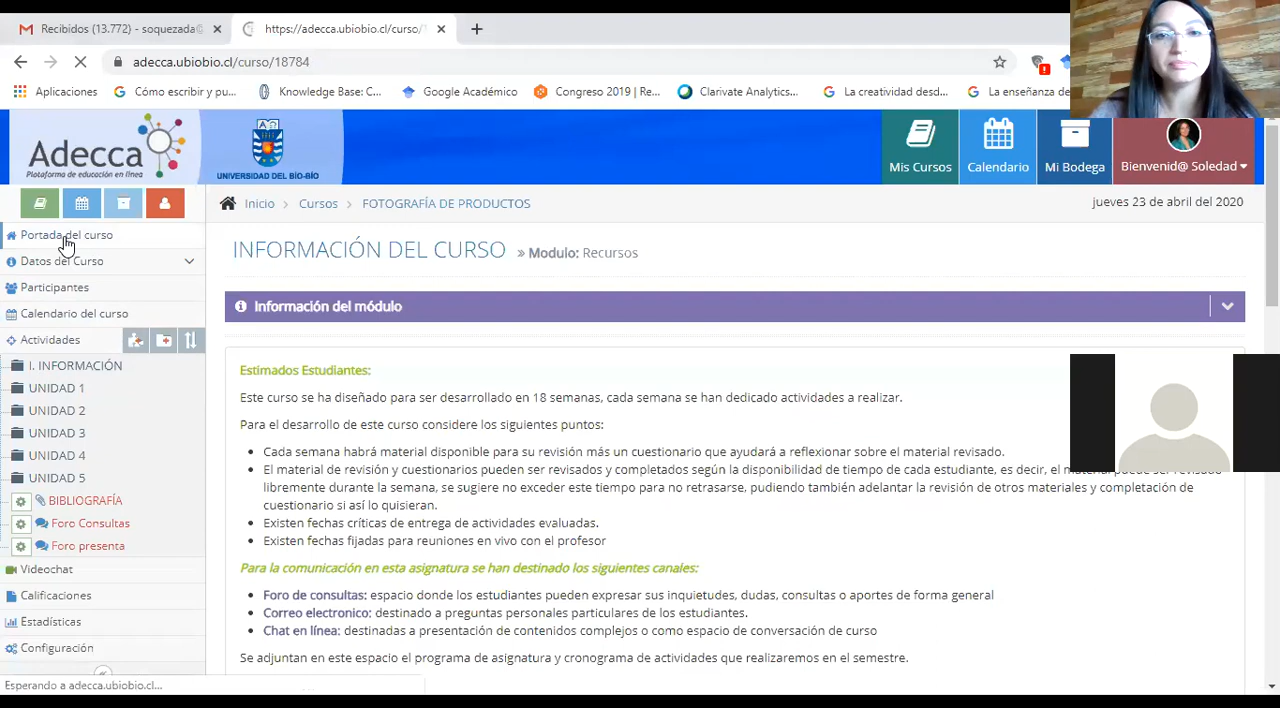 Recibidos (13.772) - soquezada@
https://adecca.ubiobio.cl/curso/1
adecca.ubiobio.cl/curso/18784
Aplicaciones
Cómo escribir y pu...
Knowledge Base: C...
Google Académico
Congreso 2019 | Re...
Clarivate Analytics...
La creatividad desd...
La enseñanza de
Adecca
Plataforma de educación en línea
UNIVERSIDAD DEL BÍO-BÍO
Mis Cursos
Calendario
Mi Bodega
Bienvenid@ Soledad
Inicio > Cursos > FOTOGRAFÍA DE PRODUCTOS
jueves 23 de abril del 2020
Portada del curso
Datos del Curso
Participantes
Calendario del curso
Actividades
I. INFORMACIÓN
UNIDAD 1
UNIDAD 2
UNIDAD 3
UNIDAD 4
UNIDAD 5
BIBLIOGRAFÍA
Foro Consultas
Foro presenta
Videochat
Calificaciones
Estadísticas
Configuración
Esperando a adecca.ubiobio.cl...
INFORMACIÓN DEL CURSO » Modulo: Recursos
Información del módulo
Estimados Estudiantes:
Este curso se ha diseñado para ser desarrollado en 18 semanas, cada semana se han dedicado actividades a realizar.
Para el desarrollo de este curso considere los siguientes puntos:
• Cada semana habrá material disponible para su revisión más un cuestionario que ayudará a reflexionar sobre el material revisado.
• El material de revisión y cuestionarios pueden ser revisados y completados según la disponibilidad de tiempo de cada estudiante, es decir, el material puede ser revisado
libremente durante la semana, se sugiere no exceder este tiempo para no retrasarse, pudiendo también adelantar la revisión de otros materiales y completación de
cuestionario si así lo quisieran.
• Existen fechas críticas de entrega de actividades evaluadas.
• Existen fechas fijadas para reuniones en vivo con el profesor
Para la comunicación en esta asignatura se han destinado los siguientes canales:
• Foro de consultas: espacio donde los estudiantes pueden expresar sus inquietudes, dudas, consultas o aportes de forma general
• Correo electronico: destinado a preguntas personales particulares de los estudiantes.
• Chat en línea: destinadas a presentación de contenidos complejos o como espacio de conversación de curso
Se adjuntan en este espacio el programa de asignatura y cronograma de actividades que realizaremos en el semestre.